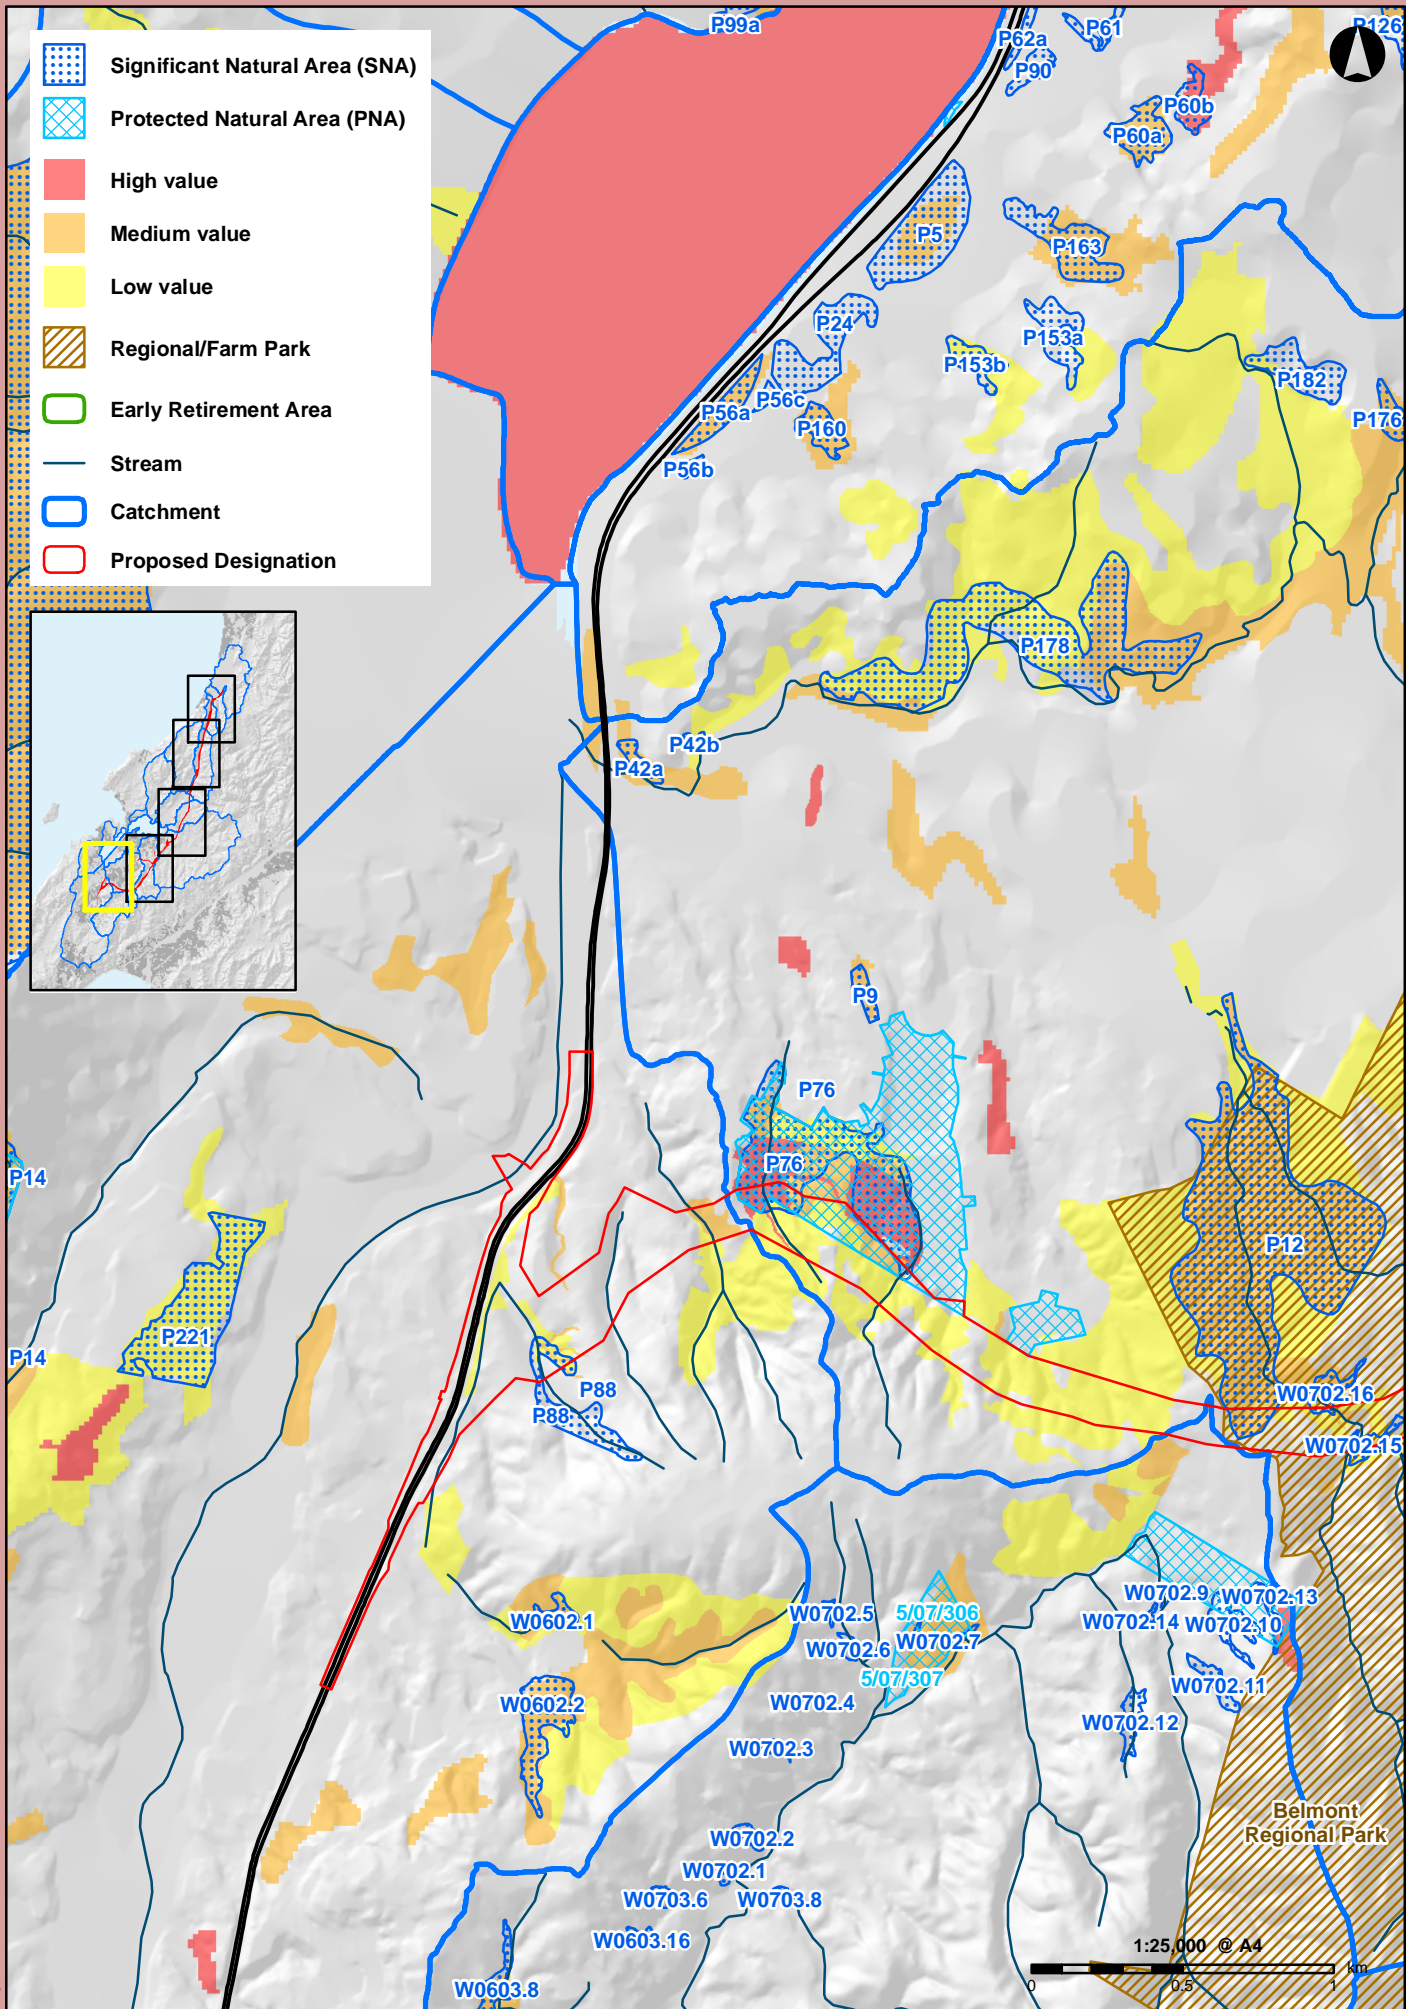 Significant Natural Area (SNA)
Protected Natural Area (PNA)
High value
Medium value
Low value
Regional/Farm Park
Early Retirement Area
Stream
Catchment
Proposed Designation
P99a
P62a
P61
P126
P90
P60b
P60a
P5
P163
P24
P153a
P153b
P182
P56c
P56a
P160
P176
P56b
P178
P42b
P42a
P9
P76
P76
P14
P12
P221
P14
P88
P88
W0702.16
W0702.15
W0702.9
W0702.13
W0702.5
5/07/306
W0602.1
W0702.14
W0702.10
W0702.6
W0702.7
5/07/307
W0702.11
W0602.2
W0702.4
W0702.12
W0702.3
Belmont
Regional Park
W0702.2
W0702.1
W0703.6
W0703.8
W0603.16
1:25,000 @ A4
km
0
0.5
1
W0603.8